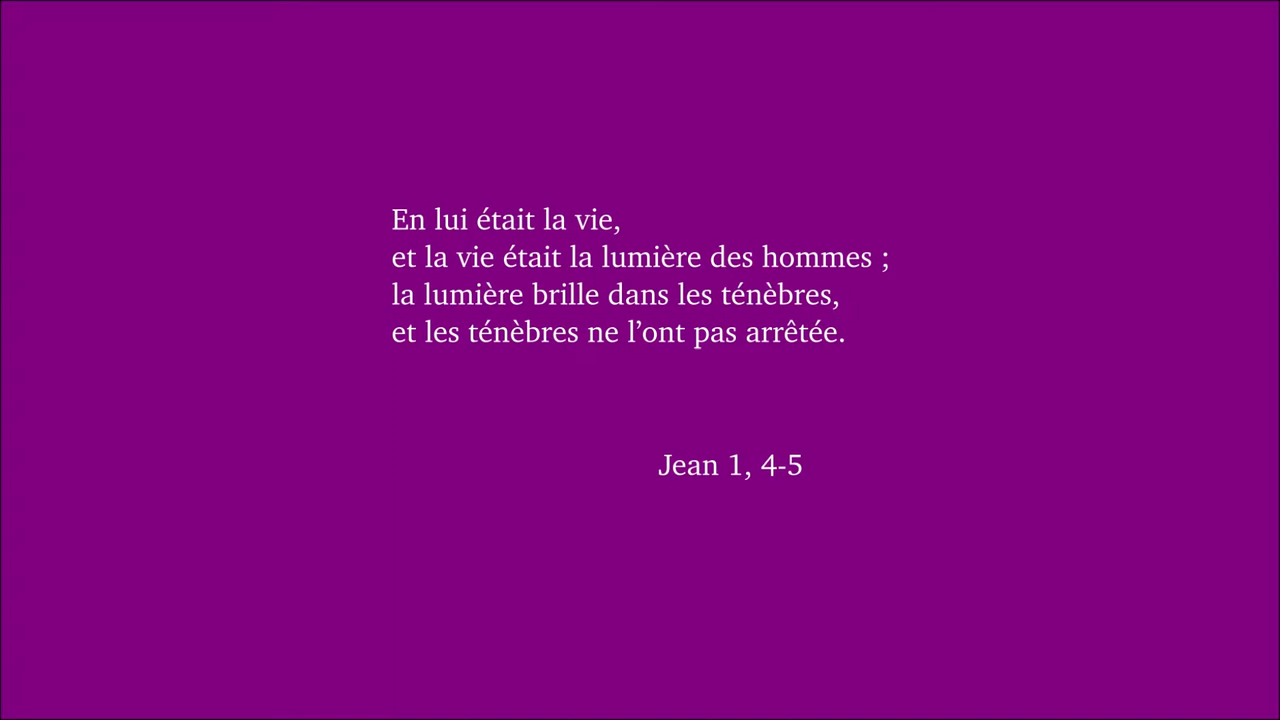 En lui était la vie,
et la vie était la lumière des hommes ;
la lumière brille dans les ténèbres,
et les ténèbres ne l’ont pas arrêtée.
Jean 1, 4-5